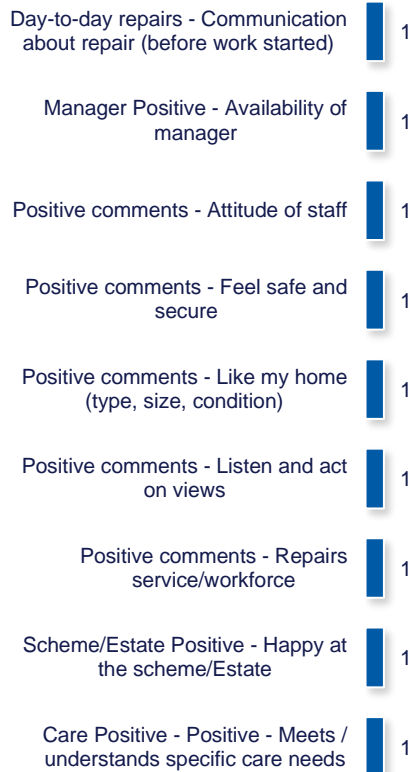 Day-to-day repairs - Communication
about repair (before work started)
1
Manager Positive - Availability of
manager
1
Positive comments - Attitude of staff
1
Positive comments - Feel safe and
secure
1
Positive comments - Like my home
(type, size, condition)
1
Positive comments - Listen and act
on views
1
Positive comments - Repairs
service/workforce
1
Scheme/Estate Positive - Happy at
the scheme/Estate
1
Care Positive - Positive - Meets /
understands specific care needs
1